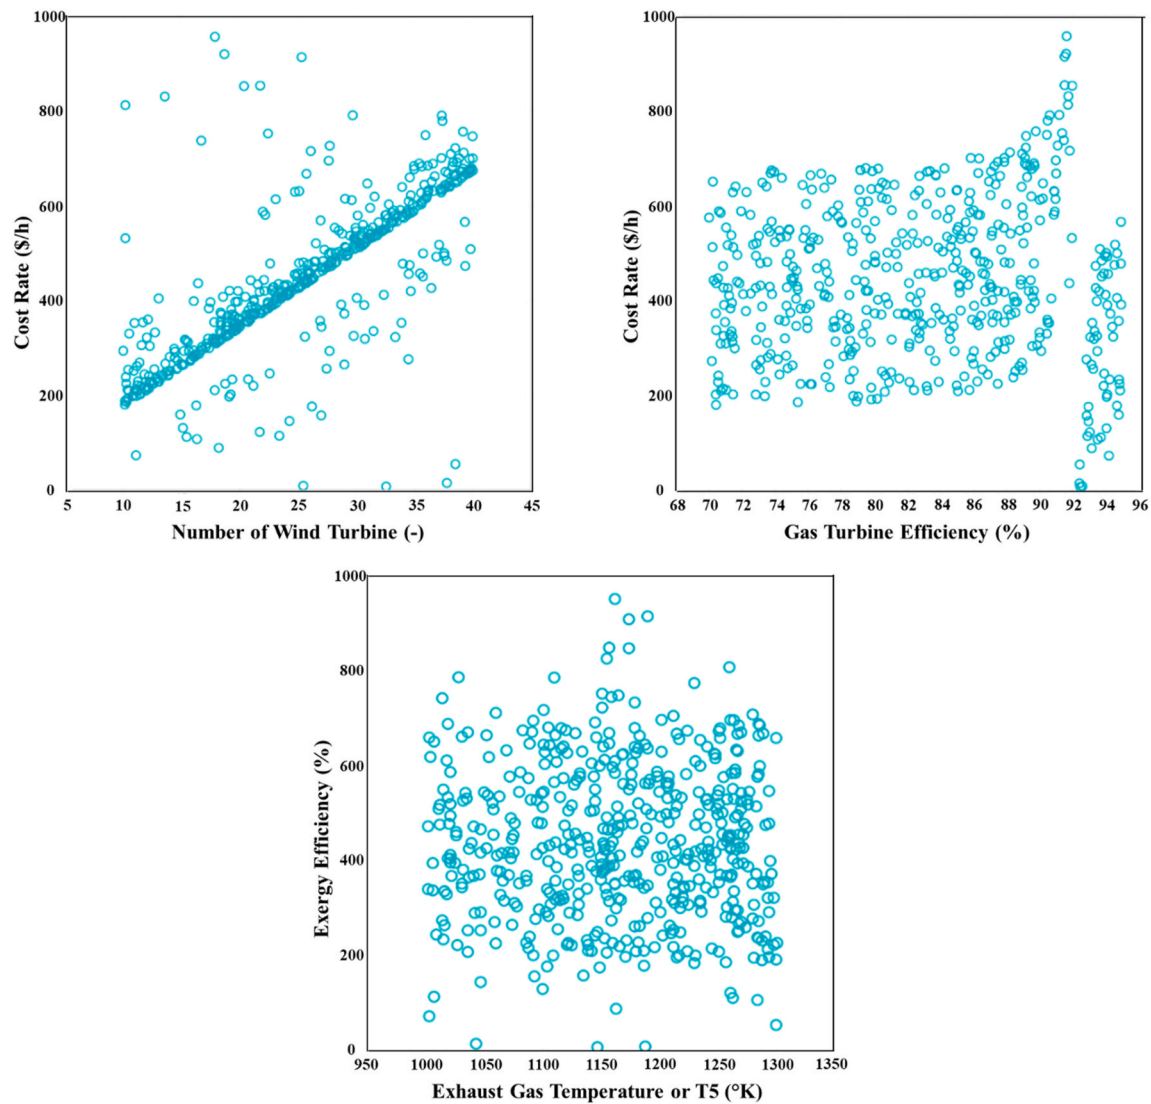 1000
800
600
400
200
0
5 10 15 20 25 30 35 40 45
Cost Rate ($/h)
Number of Wind Turbine (-)
1000
800
600
400
200
0
68 70 72 74 76 78 80 82 84 86 88 90 92 94 96
Cost Rate ($/h)
Gas Turbine Efficiency (%)
1000
800
600
400
200
0
950 1000 1050 1100 1150 1200 1250 1300 1350
Exergy Efficiency (%)
Exhaust Gas Temperature or T5 (°K)